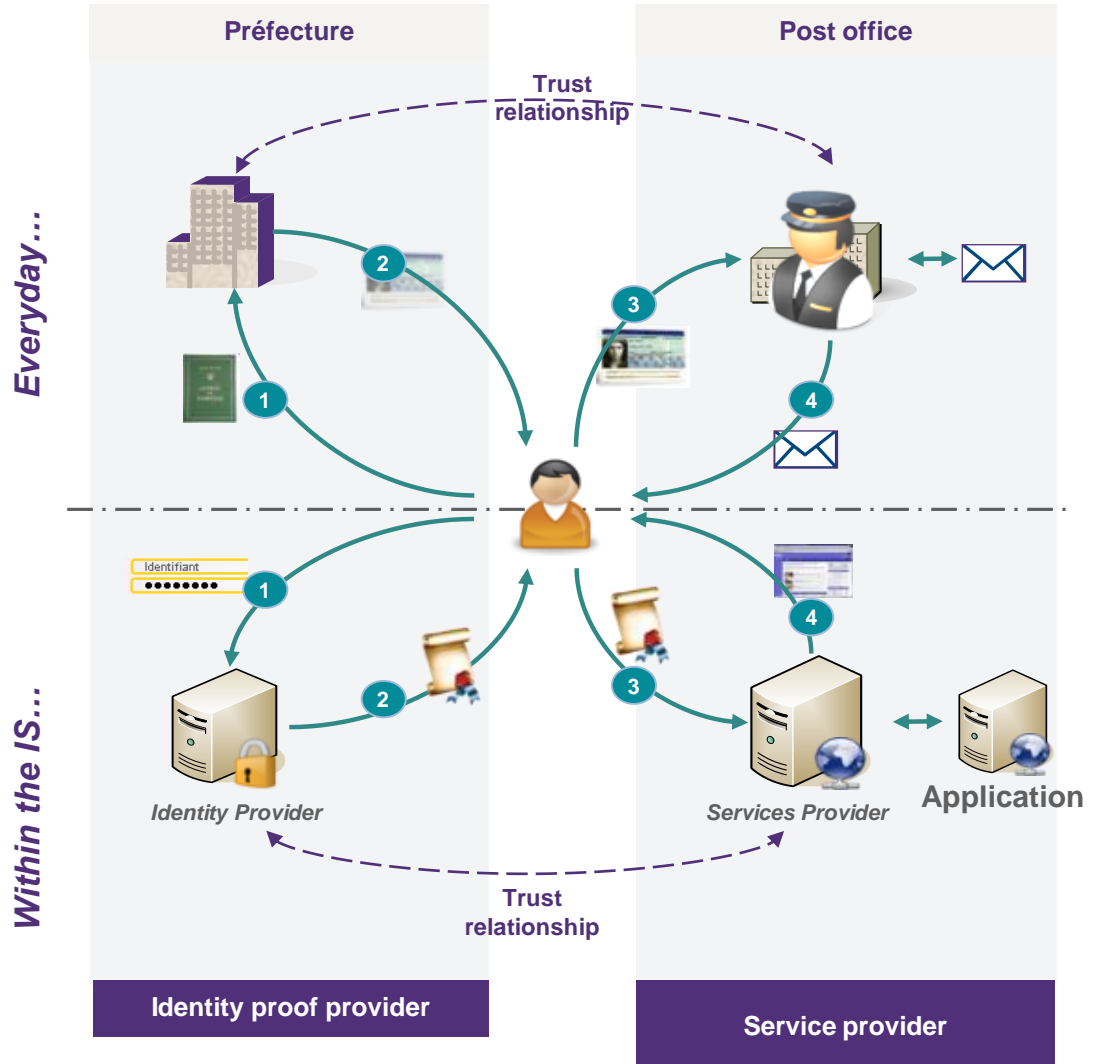 Préfecture
Post office
Trust
relationship
Everyday...
2
3
1
4
Identifiant
1
4
2
3
Within the IS...
Identity Provider
Services Provider
Application
Trust
relationship
Identity proof provider
Service provider